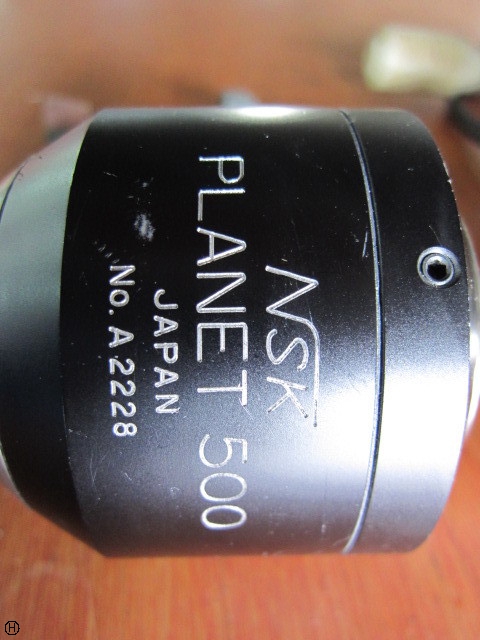 NSK
PLANET 500
JAPAN
No. A.2228
H